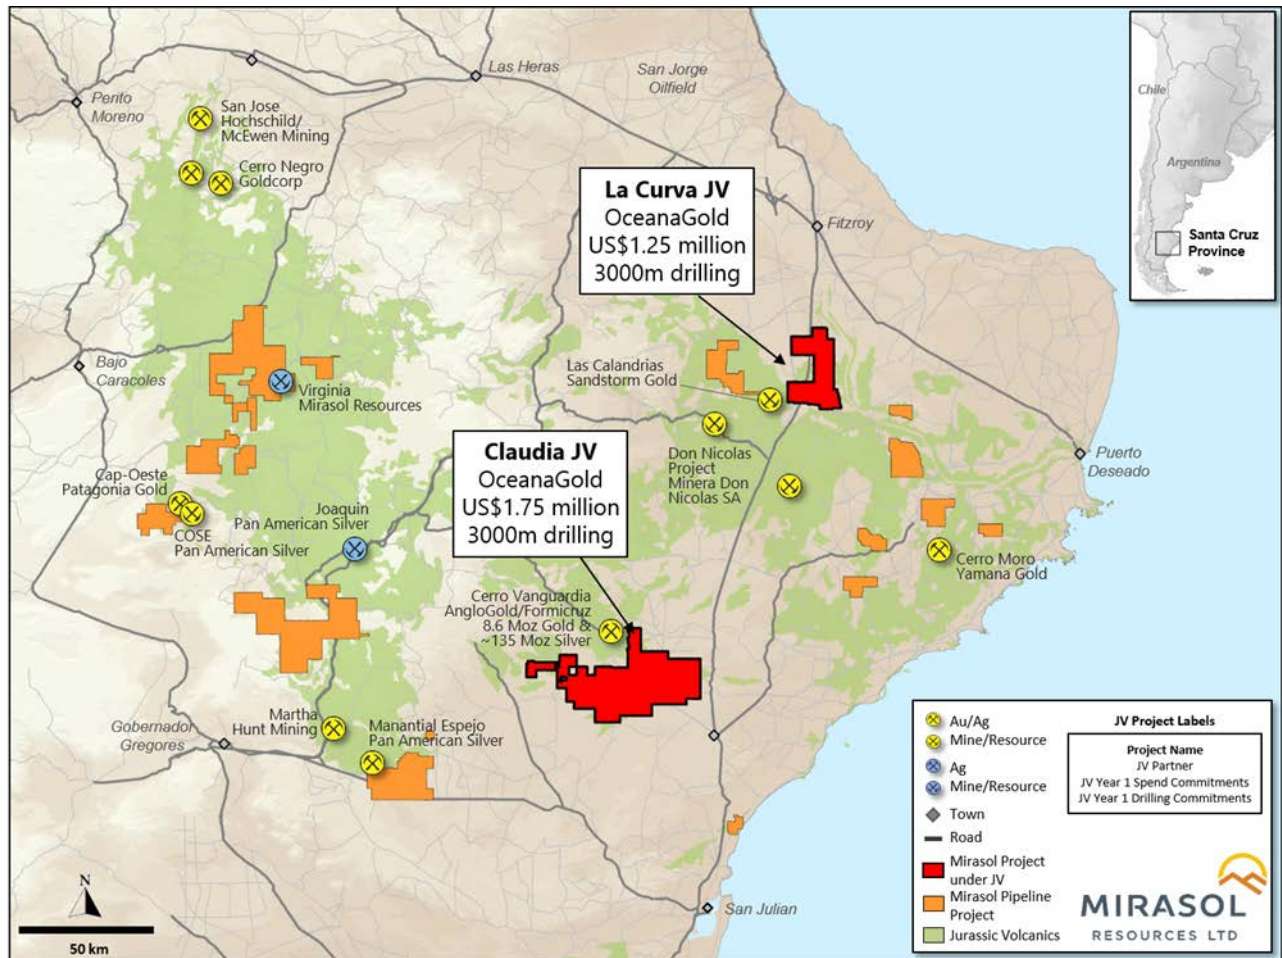 Las Heras
San Jorge
Oilfield
Perito
Moreno
San Jose
Hochschild/
McEwen Mining
Cerro Negro
Goldcorp
Chile
Argentina
Santa Cruz
Province
La Curva JV
OceanaGold
US$1.25 million
3000m drilling
Fitzroy
Bajo
Caracoles
Las Calandrias
Sandstorm Gold
Virginia
Mirasol Resources
Claudia JV
OceanaGold
US$1.75 million
3000m drilling
Don Nicolas
Project
Minera Don
Nicolas SA
Puerto
Deseado
Cap-Oeste
Patagonia Gold
Joaquin
Pan American Silver
COSE
Pan American Silver
Cerro Moro
Yamana Gold
Cerro Vanguardia
AngloGold/Formicruz
8.6 Moz Gold &
~135 Moz Silver
Martha
Hunt Mining
Manantial Espejo
Pan American Silver
Gobernador
Gregores
San Julian
N
50 km
Au/Ag
Mine/Resource
Ag
Mine/Resource
Town
Road
Mirasol Project
under JV
Mirasol Pipeline
Project
Jurassic Volcanics
JV Project Labels
Project Name
JV Partner
JV Year 1 Spend Commitments
JV Year 1 Drilling Commitments
MIRASOL
RESOURCES LTD